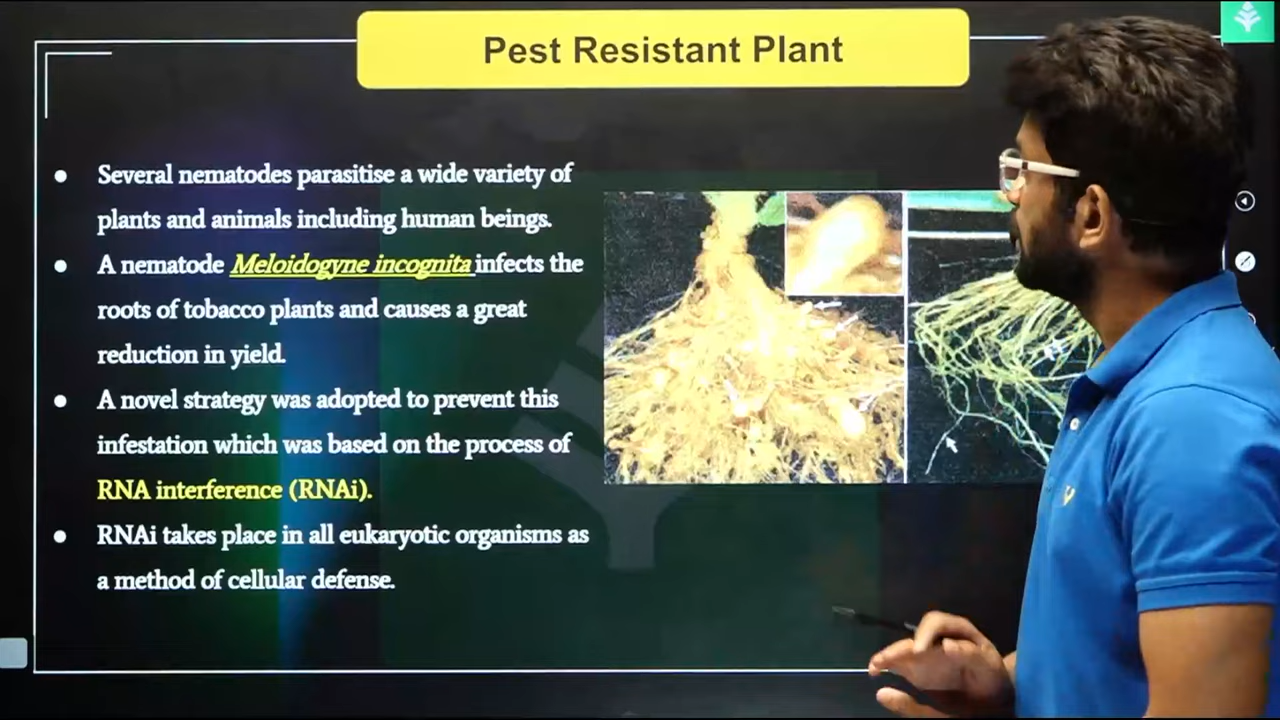 Pest Resistant Plant
● Several nematodes parasitise a wide variety of
plants and animals including human beings.
● A nematode Meloidogyne incognita infects the
roots of tobacco plants and causes a great
reduction in yield.
● A novel strategy was adopted to prevent this
infestation which was based on the process of
RNA interference (RNAi).
● RNAi takes place in all eukaryotic organisms as
a method of cellular defense.